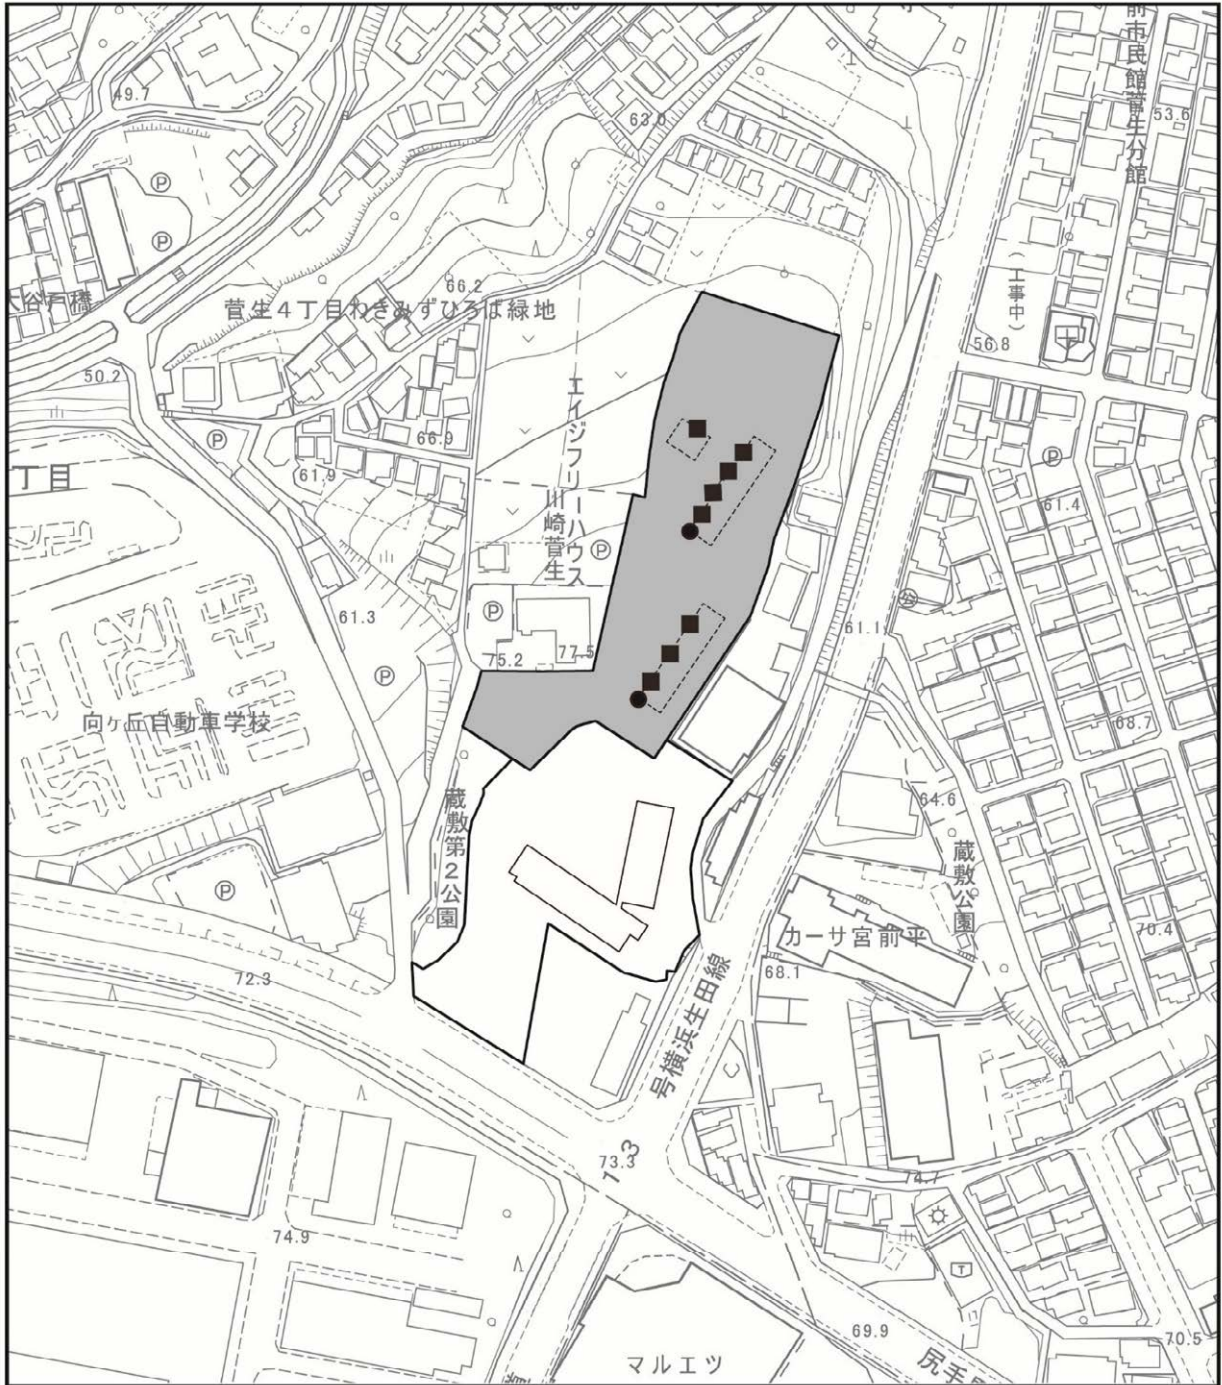 前市民館菅生分館
49.7
63.0
53.6
Ⓟ
Ⓟ
(工事中)
66.2
菅生4丁目わきみずひろば緑地
大谷戸橋
56.8
50.2
エイジフリーハウス
川崎菅生
Ⓟ
66.9
Ⓟ
丁目
61.9
61.4
Ⓟ
Ⓟ
61.3
61.1
75.2
77.5
Ⓟ
向ヶ丘自動車学校
68.7
蔵敷第2公園
64.6
蔵敷公園
Ⓟ
カーサ宮前平
70.4
72.3
68.1
号横浜生田線
73.3
13
74.7
74.9
69.9
70.5
マルエツ
尻手